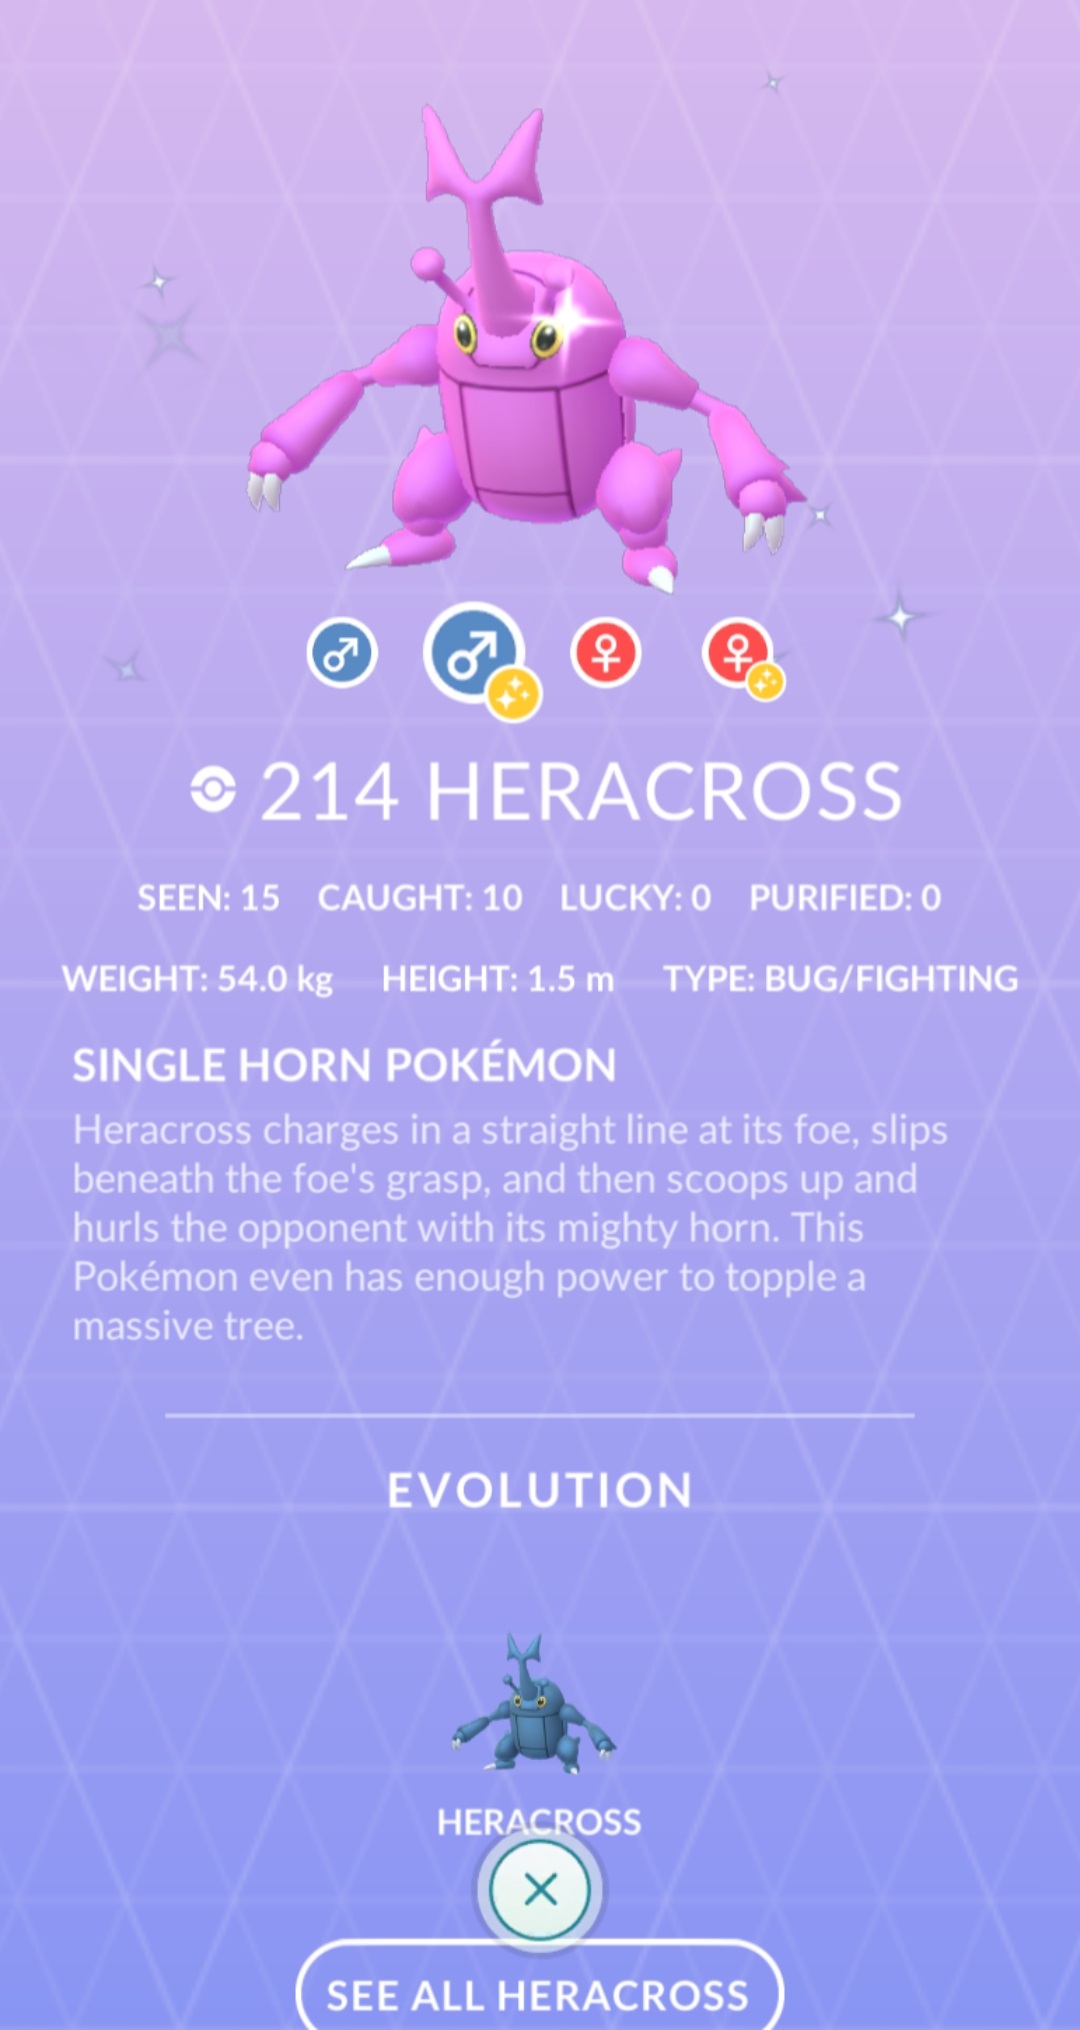 214 HERACROSS
SEEN: 15 CAUGHT: 10 LUCKY: 0 PURIFIED: 0
WEIGHT: 54.0 kg HEIGHT: 1.5 m TYPE: BUG/FIGHTING
SINGLE HORN POKÉMON
Heracross charges in a straight line at its foe, slips
beneath the foe's grasp, and then scoops up and
hurls the opponent with its mighty horn. This
Pokémon even has enough power to topple a
massive tree.
EVOLUTION
HERACROSS
SEE ALL HERACROSS